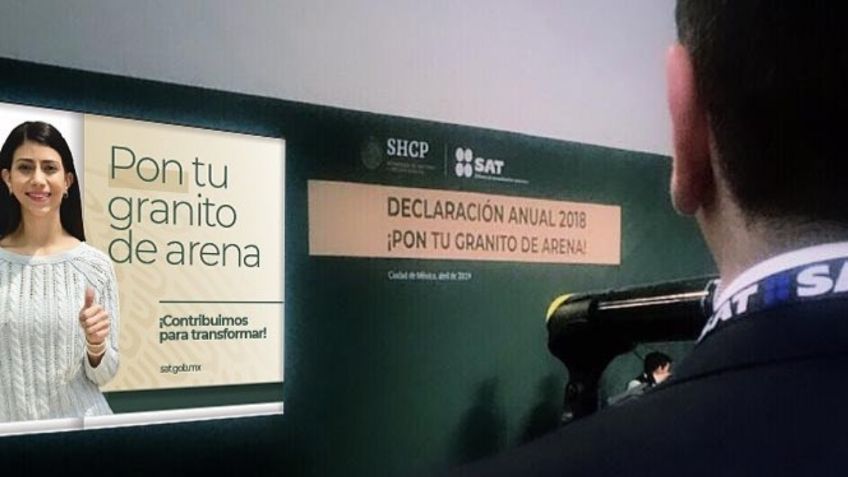 Pon tu
granito
de arena
¡Contribuimos
para transformar!
sat.gob.mx
SHCP
SAT
DECLARACIÓN ANUAL 2018
¡PON TU GRANITO DE ARENA!
Ciudad de México, abril de 2019
SAT SA